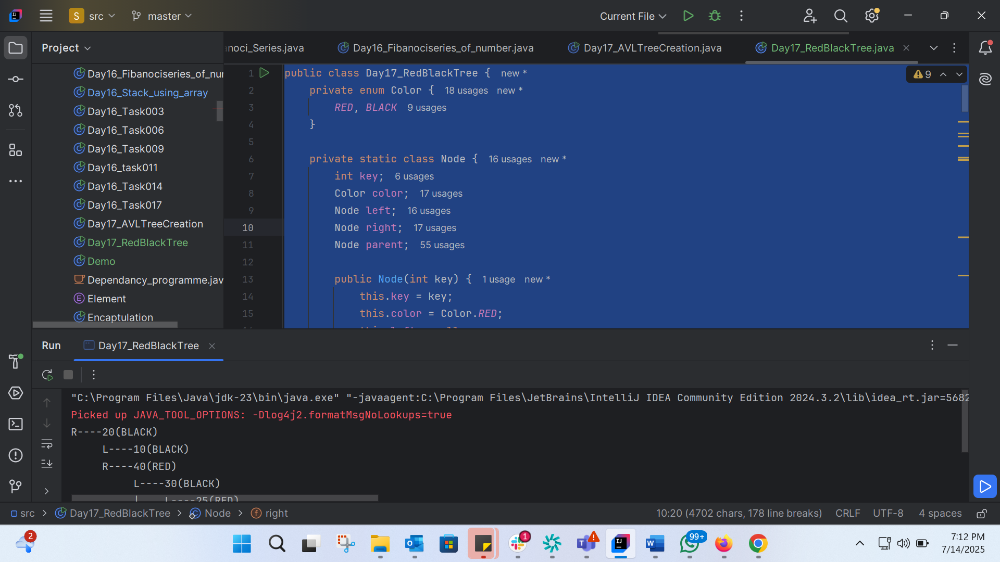 S src master Current File
Project
noci_Series.java Day16_Fibanociseries_of_number.java Day17_AVLTreeCreation.java Day17_RedBlackTree.java
Day16_Fibanociseries_of_nur
Day16_Stack_using_array
Day16_Task003
Day16_Task006
Day16_Task009
Day16_task011
Day16_Task014
Day16_Task017
Day17_AVLTreeCreation
Day17_RedBlackTree
Demo
Dependancy_programme.jav
Element
Encaptulation
1 public class Day17_RedBlackTree { new *
2 private enum Color { 18 usages new *
3 RED, BLACK 9 usages
4 }
5
6 private static class Node { 16 usages new *
7 int key; 6 usages
8 Color color; 17 usages
9 Node left; 16 usages
10 Node right; 17 usages
11 Node parent; 55 usages
12
13 public Node(int key) { 1 usage new *
14 this.key = key;
15 this.color = Color.RED;
9
Run Day17_RedBlackTree
"C:\Program Files\Java\jdk-23\bin\java.exe" "-javaagent:C:\Program Files\JetBrains\IntelliJ IDEA Community Edition 2024.3.2\lib\idea_rt.jar=5682
Picked up JAVA_TOOL_OPTIONS: -Dlog4j2.formatMsgNoLookups=true
R----20(BLACK)
L----10(BLACK)
R----40(RED)
L----30(BLACK)
| L----25(RED)
src > Day17_RedBlackTree > Node > right 10:20 (4702 chars, 178 line breaks) CRLF UTF-8 4 spaces
2
1
99+
7:12 PM
7/14/2025